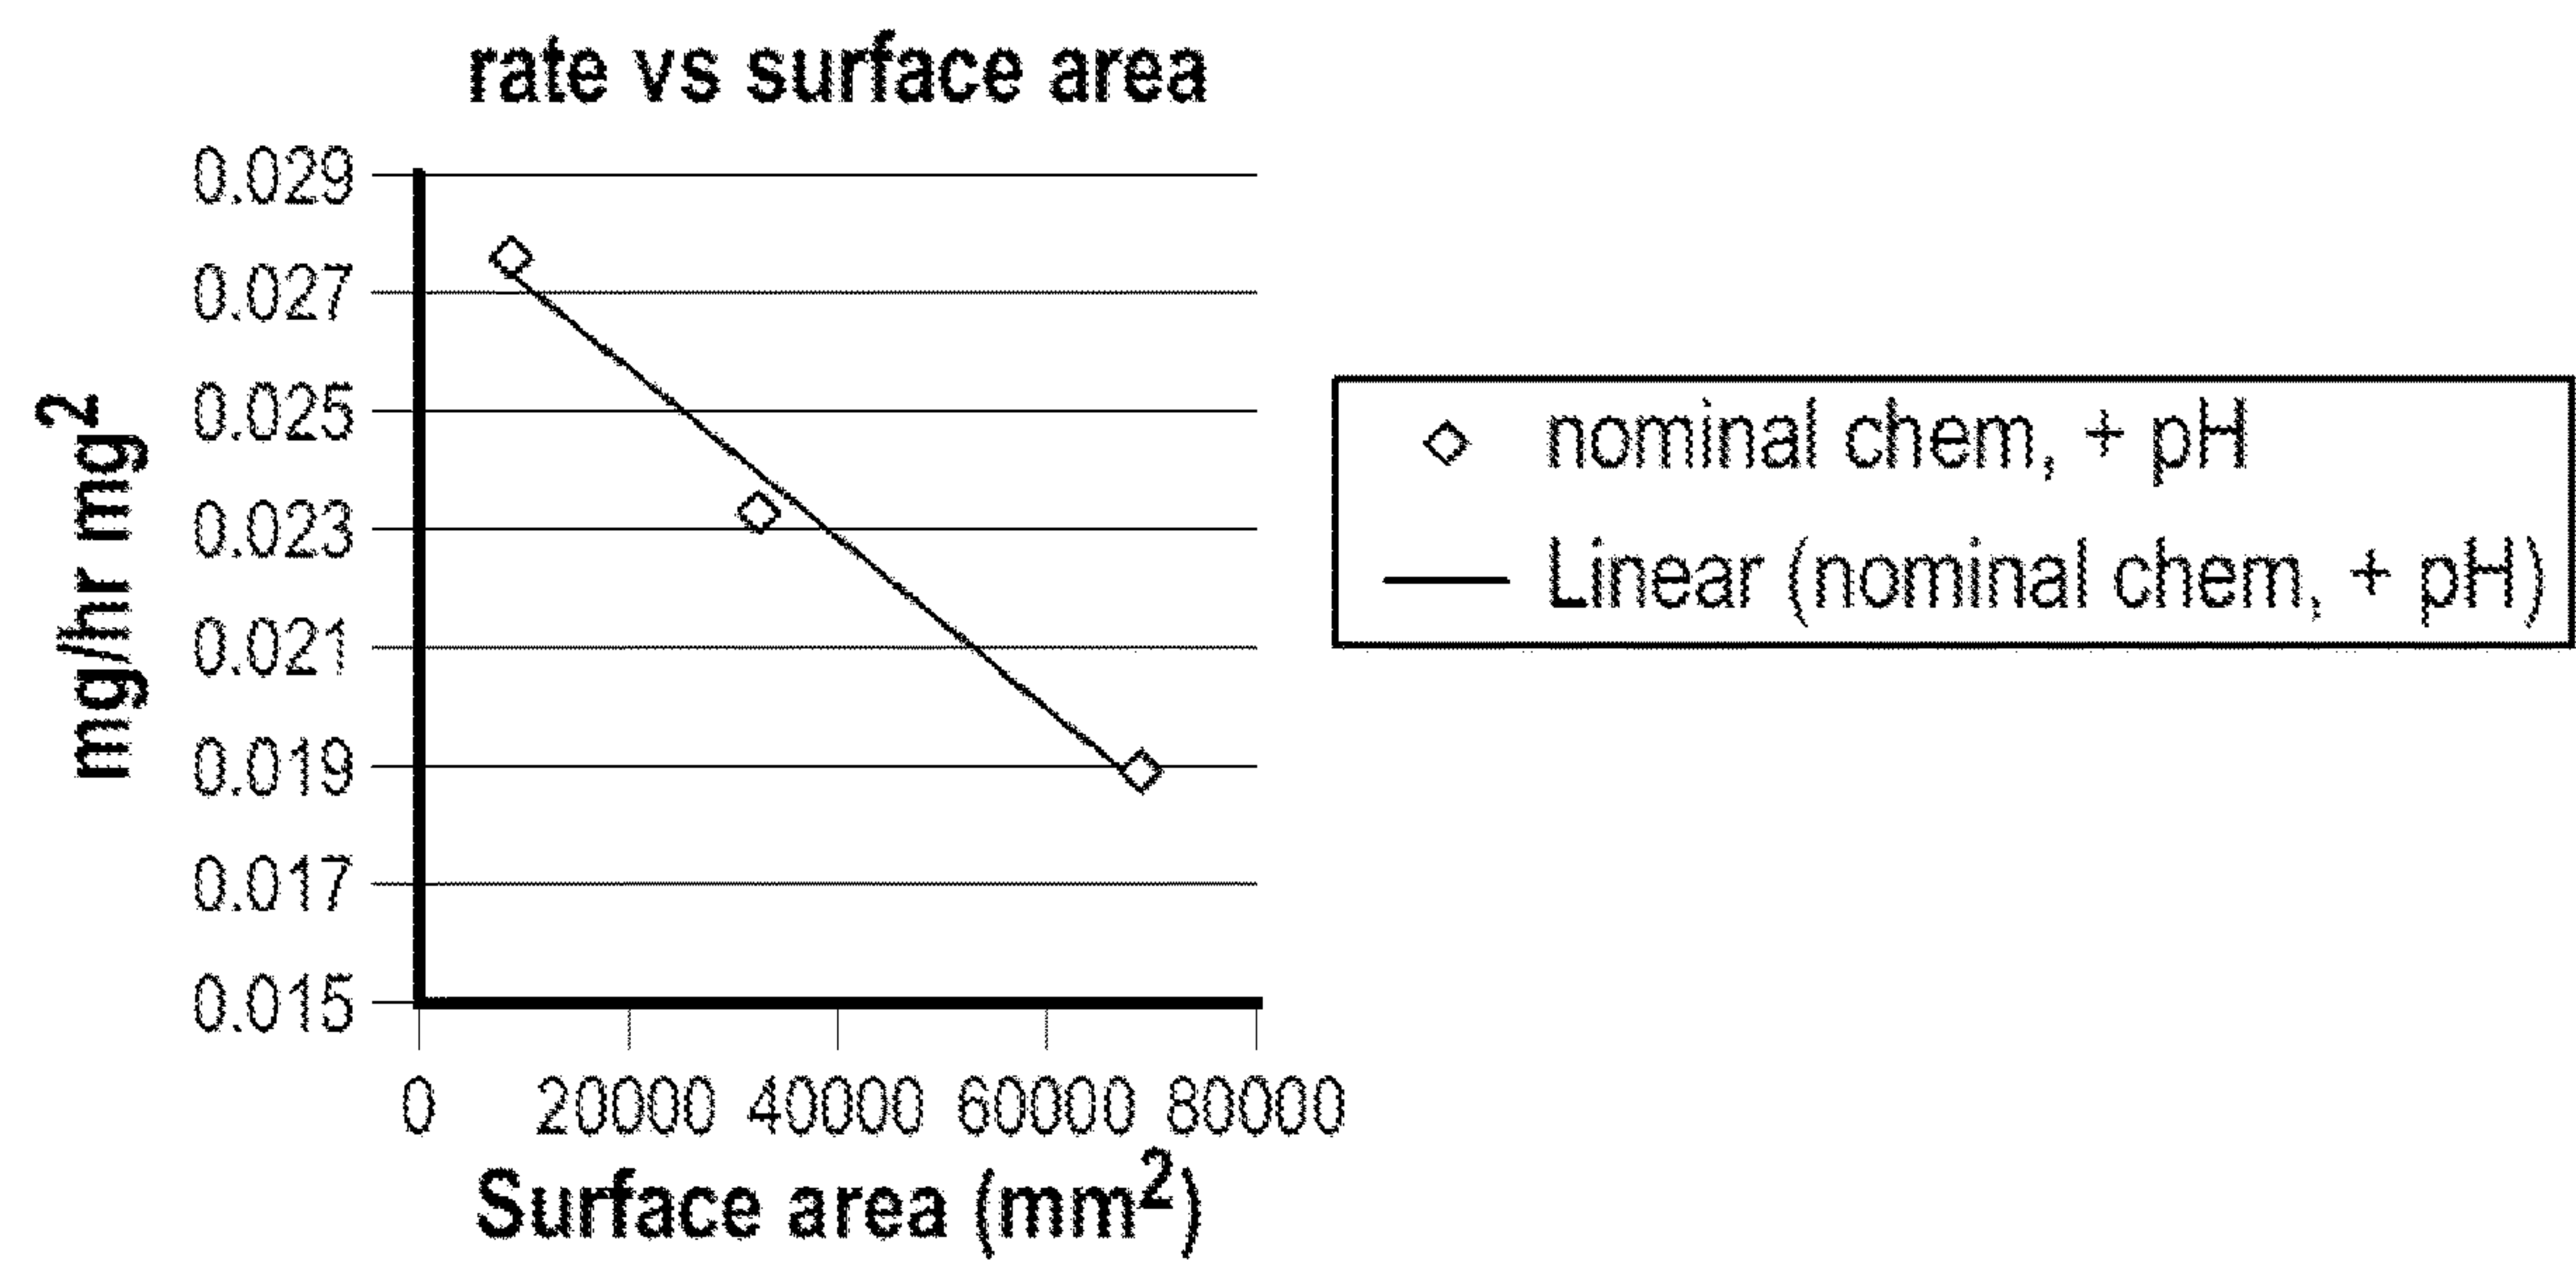 rate vs surface area
0.029
0.027
0.025
0.023
0.021
0.019
0.017
0.015
mg/hr mg²
0 20000 40000 60000 80000
Surface area (mm²)
nominal chem, + pH
Linear (nominal chem, + pH)